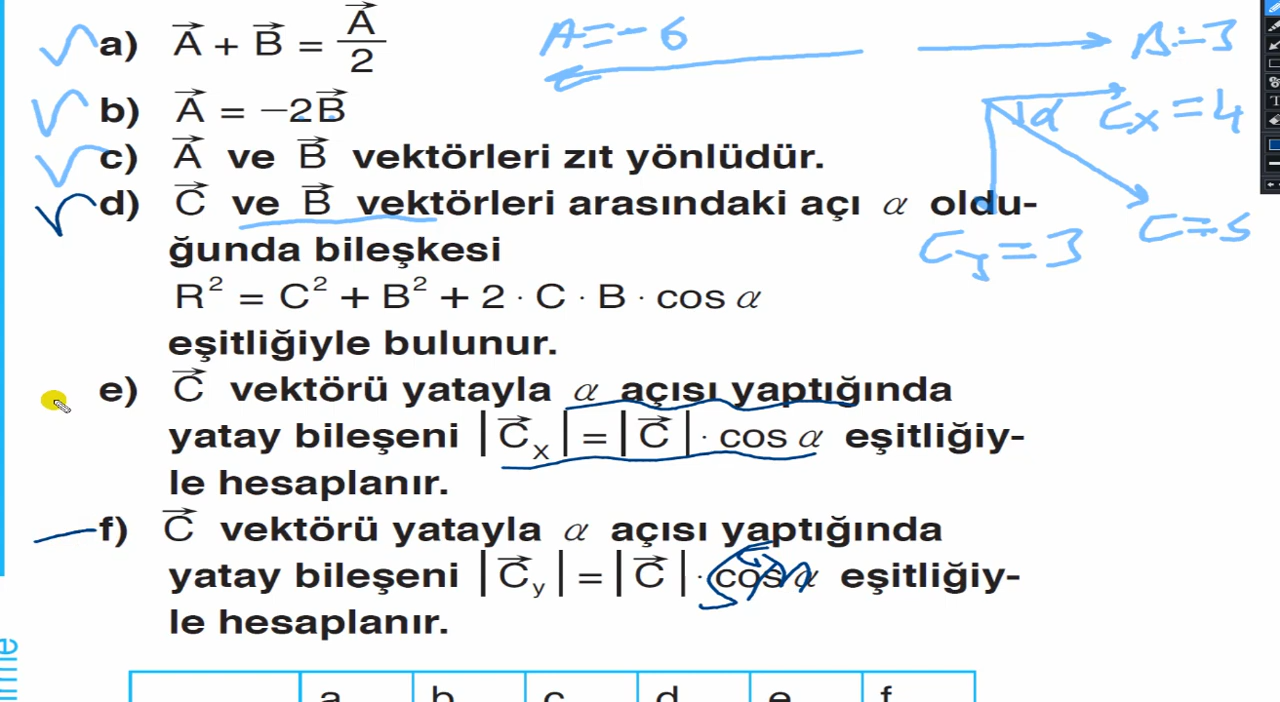 a) A + B = A/2
A = -6
B = 3
b) A = −2B
Cx = 4
α
c) A ve B vektörleri zıt yönlüdür.
d) C ve B vektörleri arasındaki açı α oldu-
C = 5
ğunda bileşkesi
Cy = 3
R² = C² + B² + 2 · C · B · cos α
eşitliğiyle bulunur.
e) C vektörü yatayla α açısı yaptığında
yatay bileşeni |Cx| = |C| · cos α eşitliğiy-
le hesaplanır.
f) C vektörü yatayla α açısı yaptığında
yatay bileşeni |Cy| = |C| · cos α eşitliğiy-
sin
le hesaplanır.
a b c d e f